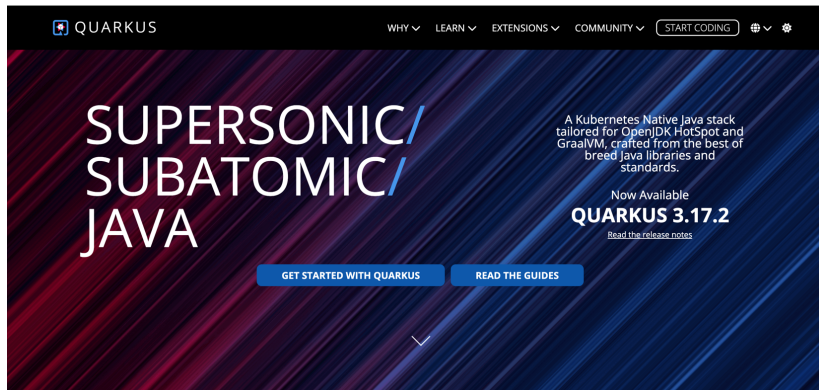 QUARKUS
WHY
LEARN
EXTENSIONS
COMMUNITY
START CODING
SUPERSONIC/
SUBATOMIC/
JAVA
A Kubernetes Native Java stack
tailored for OpenJDK HotSpot and
GraalVM, crafted from the best of
breed Java libraries and
standards.
Now Available
QUARKUS 3.17.2
Read the release notes
GET STARTED WITH QUARKUS
READ THE GUIDES